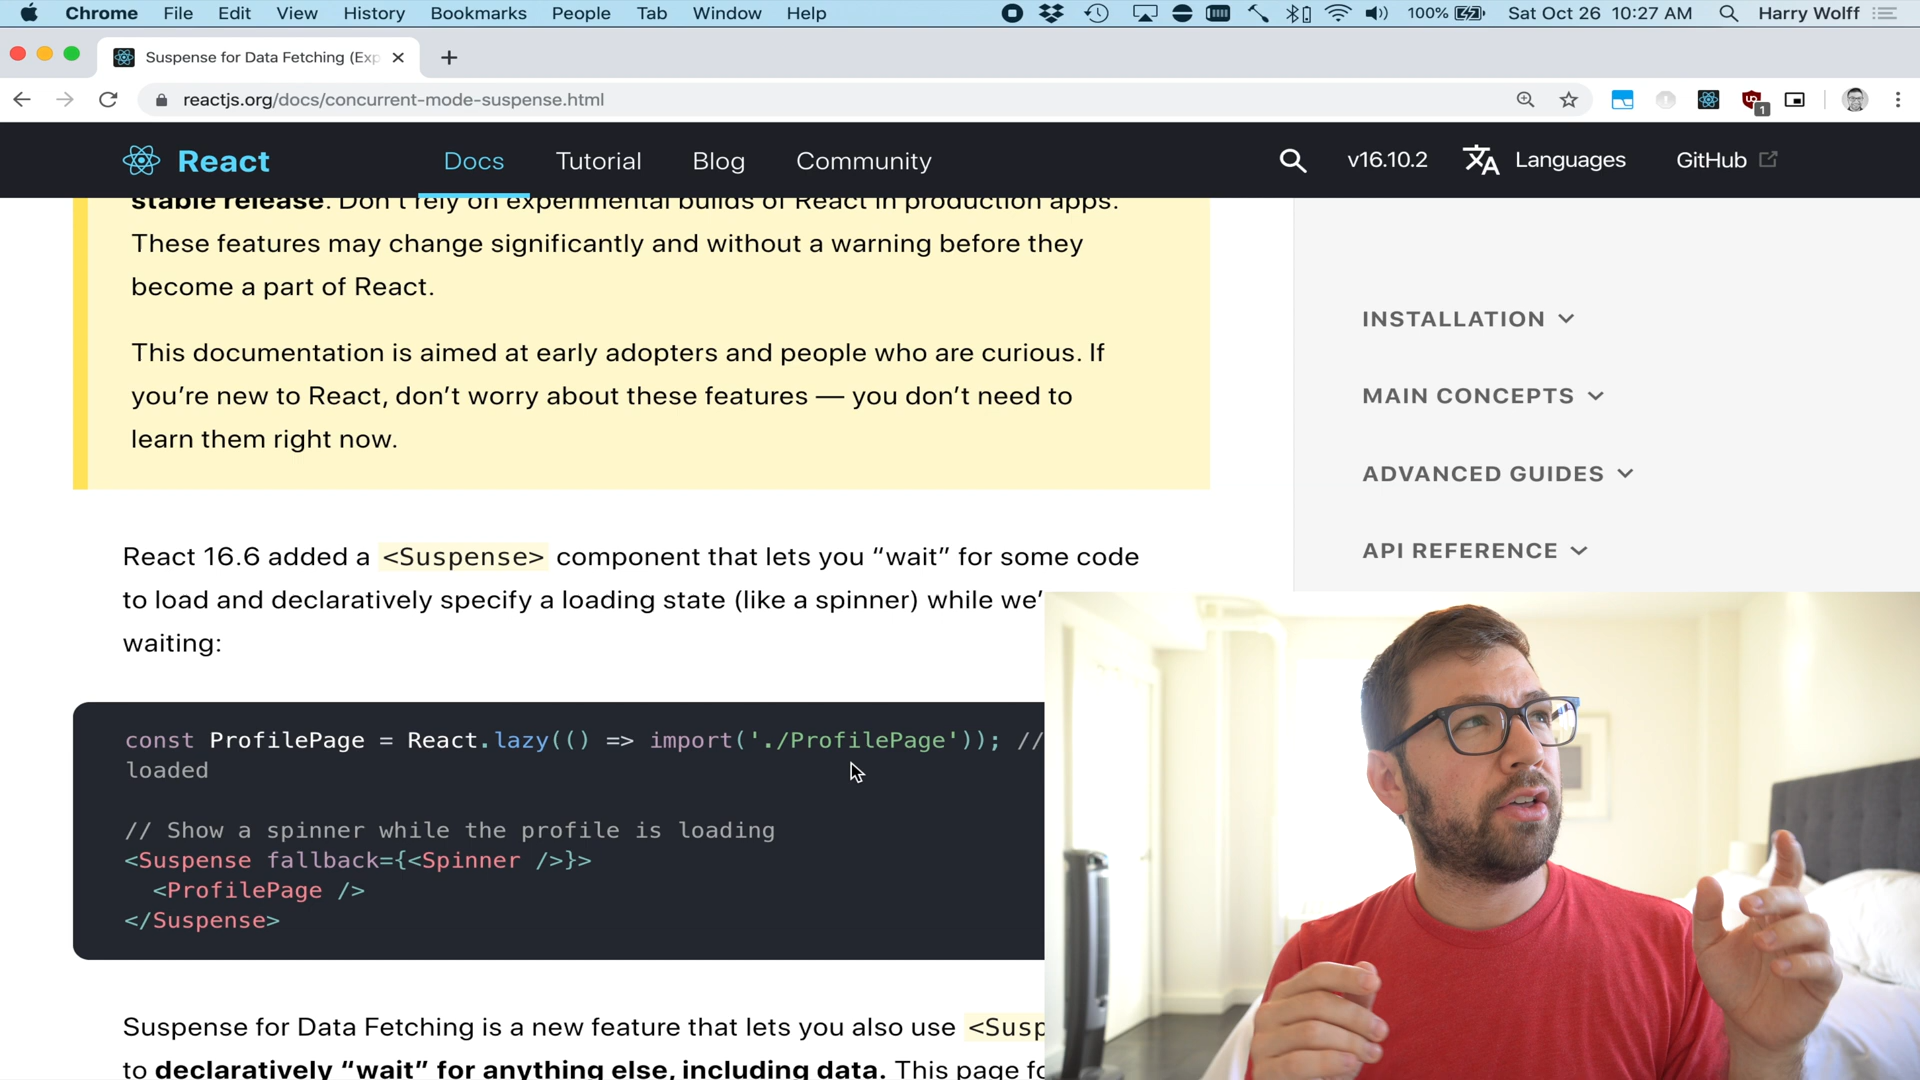 Chrome File Edit View History Bookmarks People Tab Window Help 100% Sat Oct 26 10:27 AM Harry Wolff
Suspense for Data Fetching (Exp
reactjs.org/docs/concurrent-mode-suspense.html
1
React Docs Tutorial Blog Community v16.10.2 Languages GitHub
stable release. Don't rely on experimental builds of React in production apps.
These features may change significantly and without a warning before they
become a part of React.
This documentation is aimed at early adopters and people who are curious. If
you're new to React, don't worry about these features — you don't need to
learn them right now.
INSTALLATION
MAIN CONCEPTS
ADVANCED GUIDES
API REFERENCE
React 16.6 added a <Suspense> component that lets you “wait” for some code
to load and declaratively specify a loading state (like a spinner) while we'
waiting:
const ProfilePage = React.lazy(() => import('./ProfilePage')); //
loaded
// Show a spinner while the profile is loading
<Suspense fallback={<Spinner />}>
<ProfilePage />
</Suspense>
Suspense for Data Fetching is a new feature that lets you also use <Susp
to declaratively “wait” for anything else, including data. This page fo